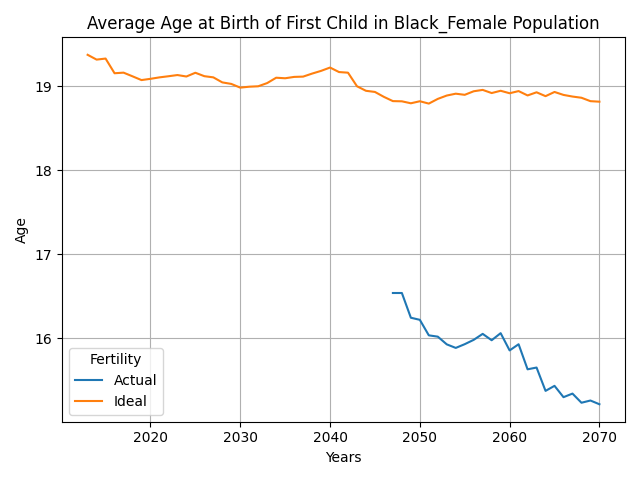 Average Age at Birth of First Child in Black_Female Population
Age
19
18
17
16
Fertility
Actual
Ideal
2020 2030 2040 2050 2060 2070
Years